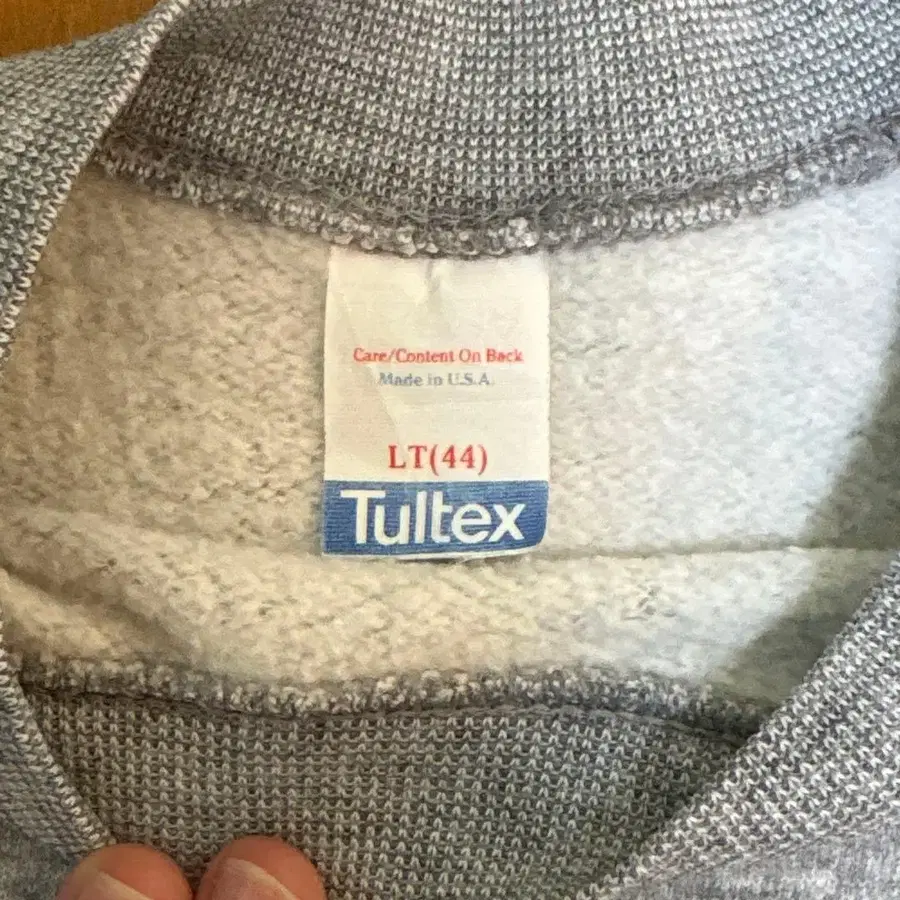 Care/Content On Back
Made in U.S.A.
LT(44)
Tultex